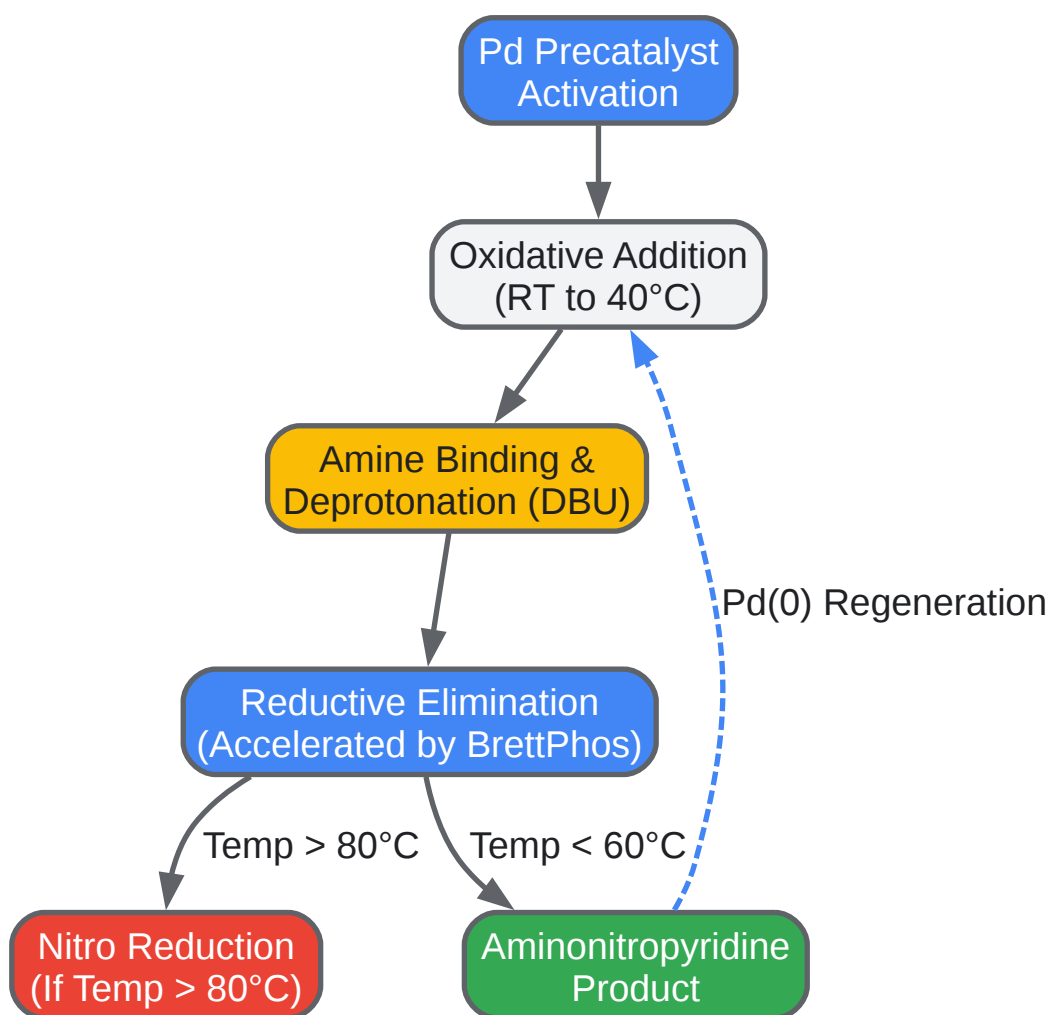 Pd Precatalyst
Activation
Oxidative Addition
(RT to 40°C)
Amine Binding &
Deprotonation (DBU)
Pd(0) Regeneration
Reductive Elimination
(Accelerated by BrettPhos)
Temp > 80°C
Temp < 60°C
Nitro Reduction
(If Temp > 80°C)
Aminonitropyridine
Product